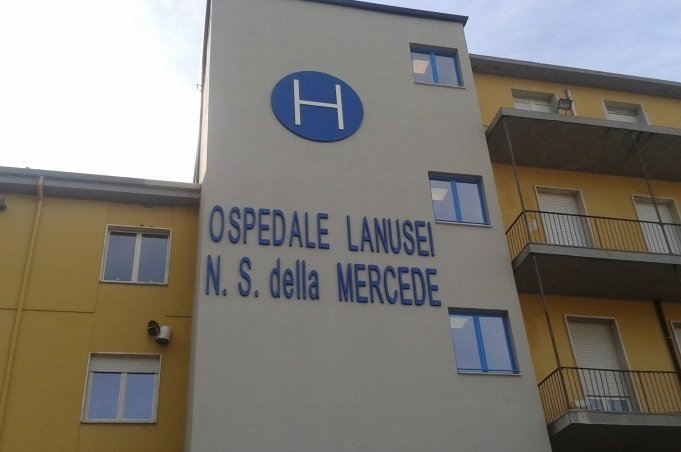 H
OSPEDALE LANUSEI
N. S. della MERCEDE